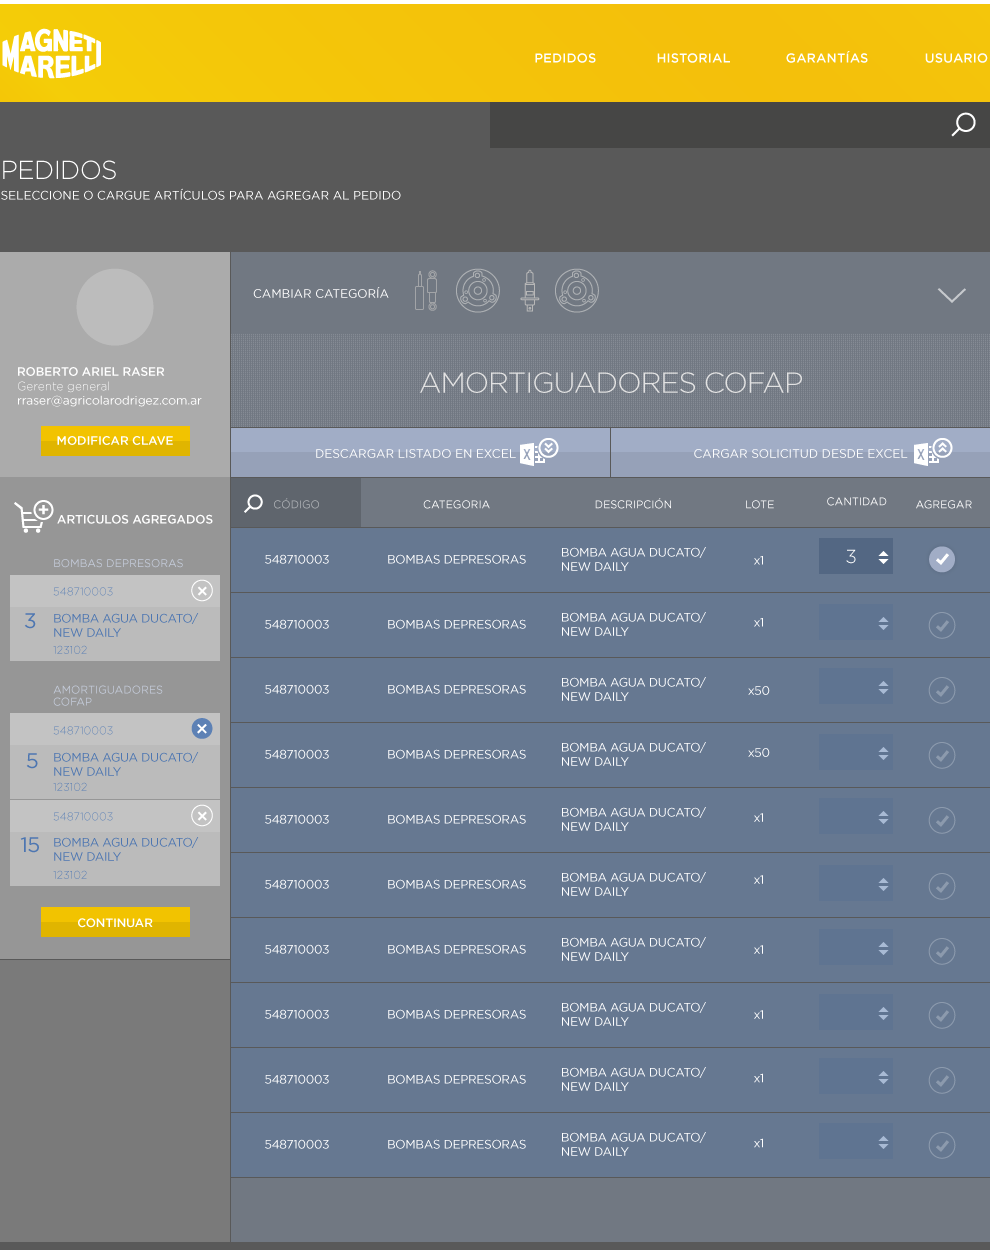 MAGNETI
MARELLI
PEDIDOS
HISTORIAL
GARANTÍAS
USUARIO
PEDIDOS
SELECCIONE O CARGUE ARTÍCULOS PARA AGREGAR AL PEDIDO
ROBERTO ARIEL RASER
Gerente general
rraser@agricolarodrigez.com.ar
MODIFICAR CLAVE
ARTICULOS AGREGADOS
BOMBAS DEPRESORAS
548710003
3 BOMBA AGUA DUCATO/
NEW DAILY
123102
AMORTIGUADORES
COFAP
548710003
5 BOMBA AGUA DUCATO/
NEW DAILY
123102
548710003
15 BOMBA AGUA DUCATO/
NEW DAILY
123102
CONTINUAR
CAMBIAR CATEGORÍA
AMORTIGUADORES COFAP
DESCARGAR LISTADO EN EXCEL X
CARGAR SOLICITUD DESDE EXCEL X
CÓDIGO CATEGORIA DESCRIPCIÓN LOTE CANTIDAD AGREGAR
548710003 BOMBAS DEPRESORAS BOMBA AGUA DUCATO/
NEW DAILY x1 3
548710003 BOMBAS DEPRESORAS BOMBA AGUA DUCATO/
NEW DAILY x1
548710003 BOMBAS DEPRESORAS BOMBA AGUA DUCATO/
NEW DAILY x50
548710003 BOMBAS DEPRESORAS BOMBA AGUA DUCATO/
NEW DAILY x50
548710003 BOMBAS DEPRESORAS BOMBA AGUA DUCATO/
NEW DAILY x1
548710003 BOMBAS DEPRESORAS BOMBA AGUA DUCATO/
NEW DAILY x1
548710003 BOMBAS DEPRESORAS BOMBA AGUA DUCATO/
NEW DAILY x1
548710003 BOMBAS DEPRESORAS BOMBA AGUA DUCATO/
NEW DAILY x1
548710003 BOMBAS DEPRESORAS BOMBA AGUA DUCATO/
NEW DAILY x1
548710003 BOMBAS DEPRESORAS BOMBA AGUA DUCATO/
NEW DAILY x1